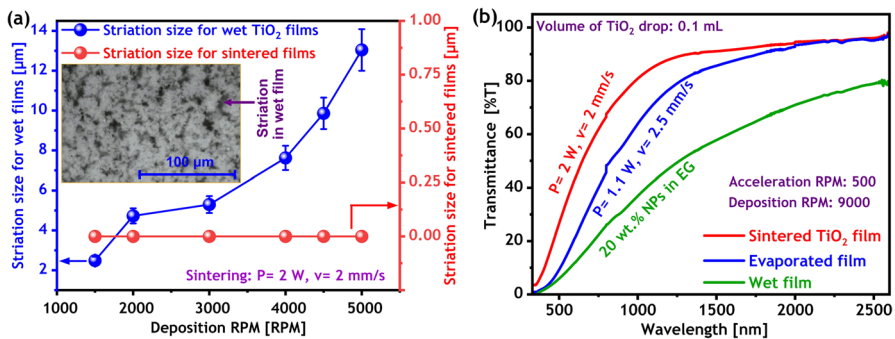 (a)
Striation size for wet TiO2 films
Striation size for sintered films
Striation size for wet films [µm]
14
12
10
8
6
4
2
Striation in wet film
100 µm
Sintering: P= 2 W, v= 2 mm/s
1000
2000
3000
4000
5000
Deposition RPM [RPM]
1.00
0.75
0.50
0.25
0.00
Striation size for sintered films [µm]
(b)
Volume of TiO2 drop: 0.1 mL
Transmittance [%T]
100
80
60
40
20
0
P= 2 W, v= 2 mm/s
P= 1.1 W, v= 2.5 mm/s
20 wt.% NPs in EG
Acceleration RPM: 500
Deposition RPM: 9000
Sintered TiO2 film
Evaporated film
Wet film
500
1000
1500
2000
2500
Wavelength [nm]